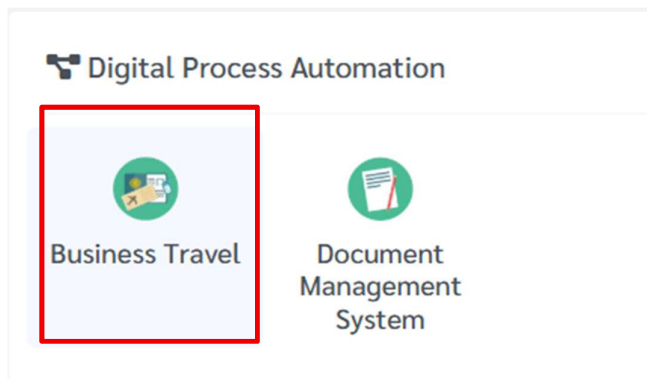 Digital Process Automation
Business Travel
Document
Management
System